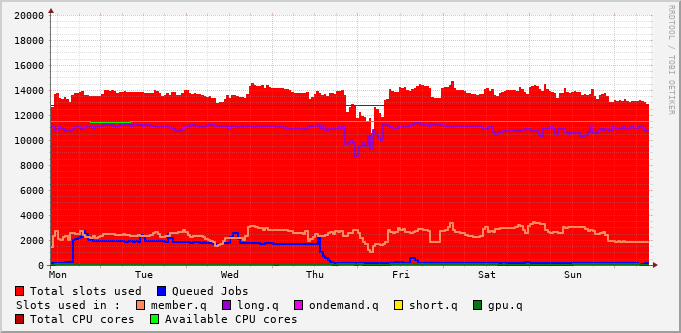 20000
18000
16000
14000
12000
10000
8000
6000
4000
2000
0
Mon Tue Wed Thu Fri Sat Sun
RRDTOOL / TOBI OETIKER
Total slots used Queued Jobs
Slots used in : member.q long.q ondemand.q short.q gpu.q
Total CPU cores Available CPU cores